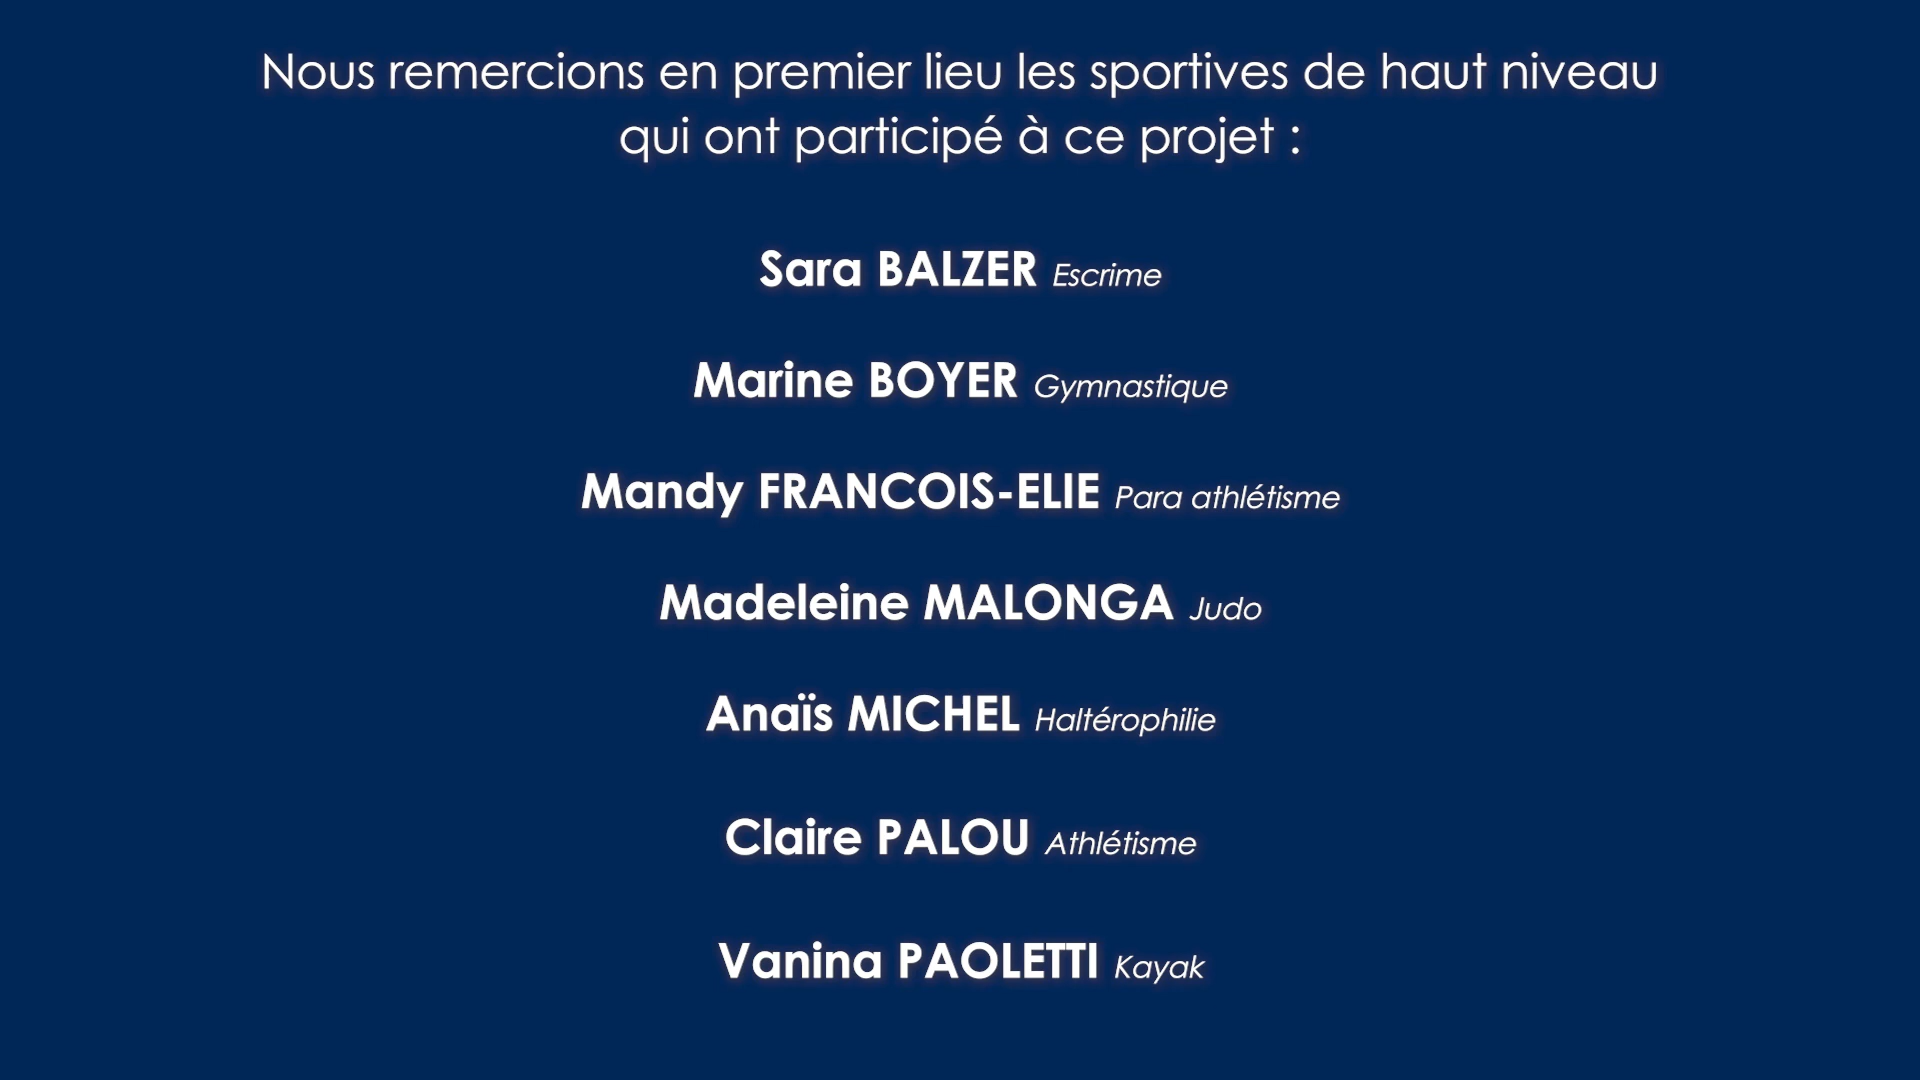 Nous remercions en premier lieu les sportives de haut niveau
qui ont participé à ce projet :
Sara BALZER Escrime
Marine BOYER Gymnastique
Mandy FRANCOIS-ELIE Para athlétisme
Madeleine MALONGA Judo
Anaïs MICHEL Haltérophilie
Claire PALOU Athlétisme
Vanina PAOLETTI Kayak